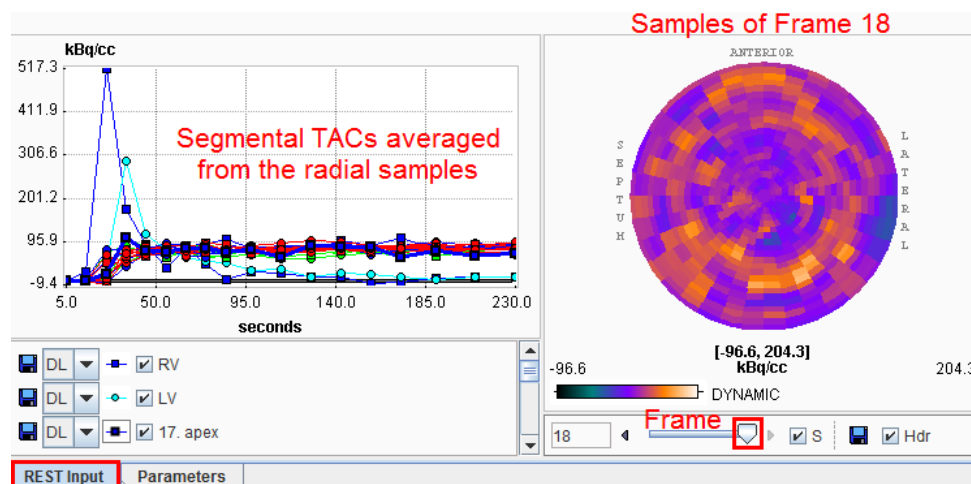 Samples of Frame 18
kBq/cc
517.3
411.9
306.6
201.2
95.9
-9.4
Segmental TACs averaged
from the radial samples
5.0 50.0 95.0 140.0 185.0 230.0
seconds
ANTERIOR
SEPTUM
LATERRAL
[-96.6, 204.3]
-96.6 kBq/cc 204.3
DYNAMIC
DL RV
DL LV
DL 17. apex
Frame
18 S Hdr
REST Input Parameters